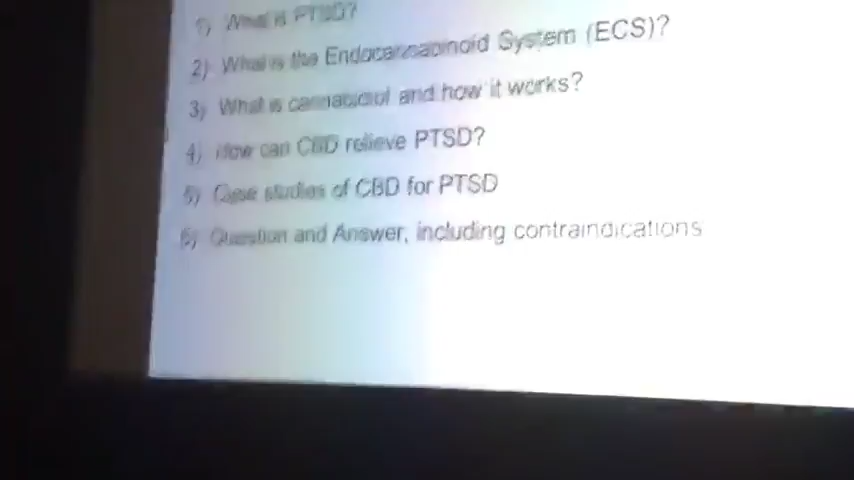 1) What is PTSD?
2) What is the Endocannabinoid System (ECS)?
3) What is cannabidiol and how it works?
4) How can CBD relieve PTSD?
5) Case studies of CBD for PTSD
6) Question and Answer, including contraindications